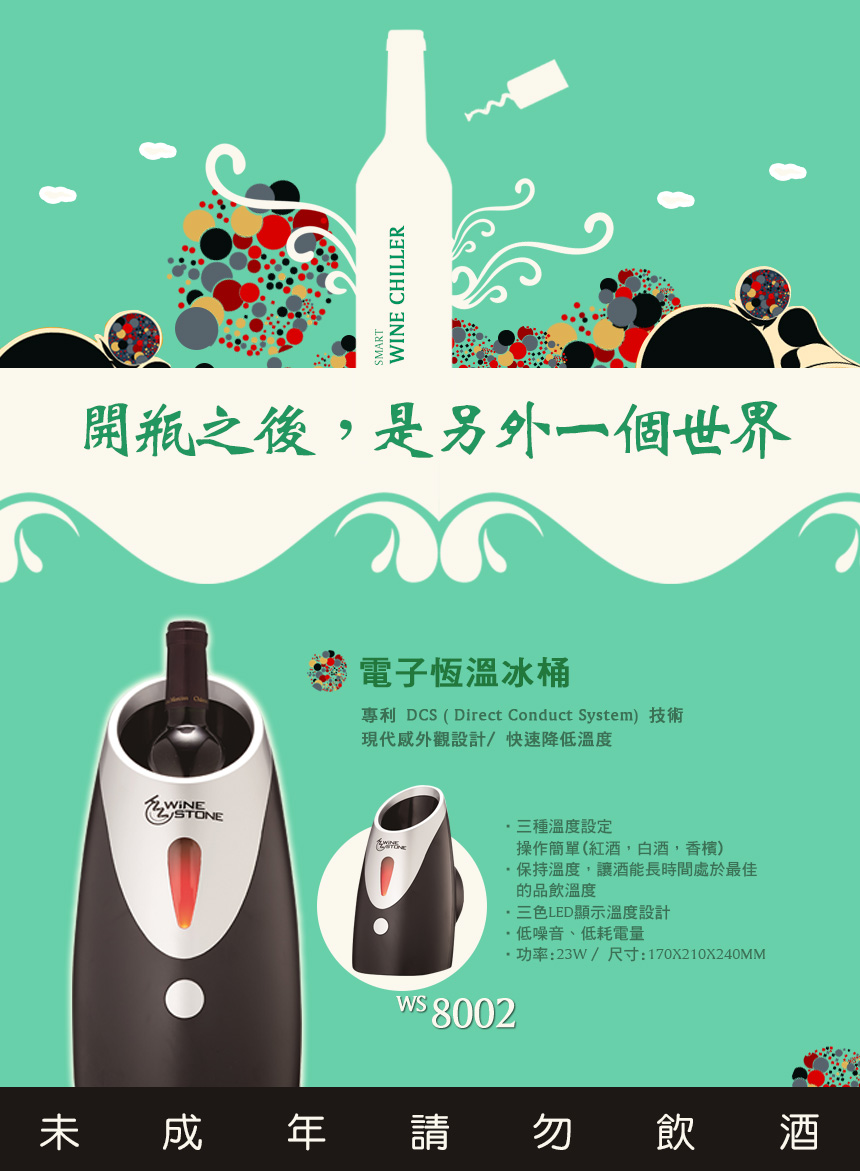 SMART
WINE CHILLER
開瓶之後，是另外一個世界
電子恆溫冰桶
專利 DCS ( Direct Conduct System) 技術
現代感外觀設計/ 快速降低溫度
WiNE
STONE
WiNE
STONE
・三種溫度設定
操作簡單(紅酒，白酒，香檳)
・保持溫度，讓酒能長時間處於最佳
的品飲溫度
・三色LED顯示溫度設計
・低噪音、低耗電量
・功率:23W / 尺寸:170X210X240MM
WS 8002
未成年請勿飲酒